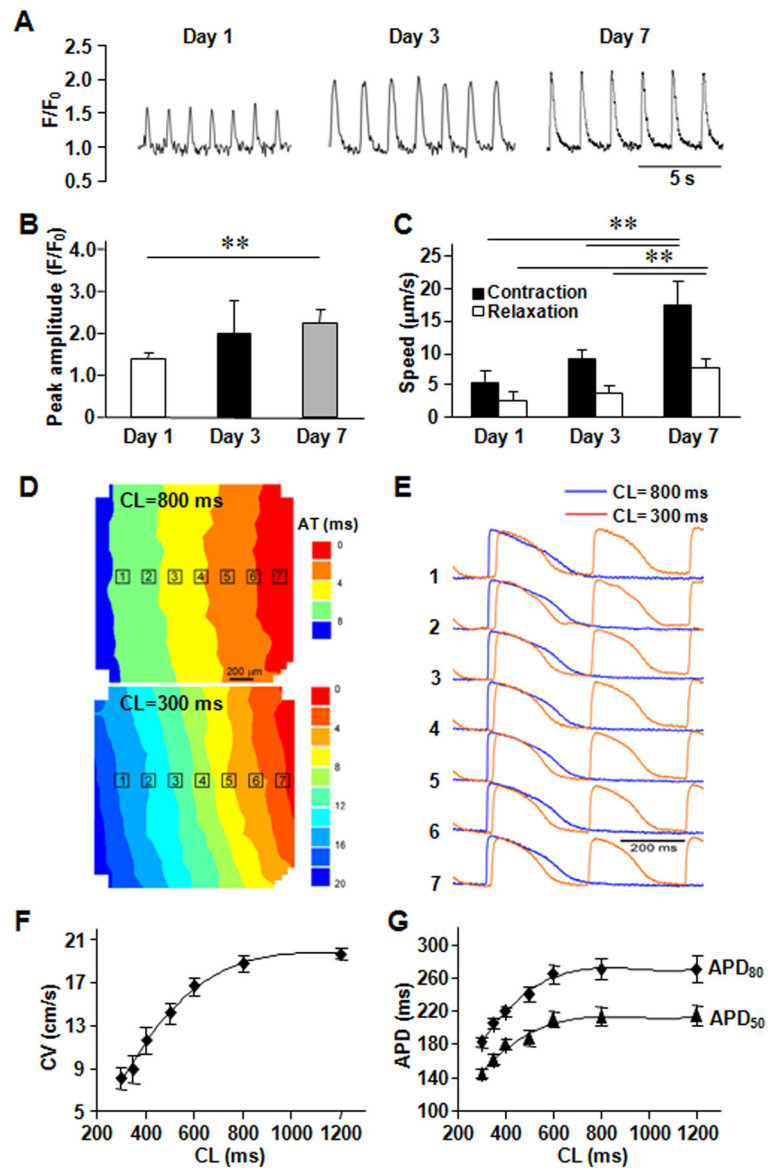 A
Day 1 Day 3 Day 7
F/F0
2.5
2.0
1.5
1.0
0.5
5 s
B
**
Peak amplitude (F/F0)
4.0
3.0
2.0
1.0
0
Day 1 Day 3 Day 7
C
**
**
Speed (µm/s)
25
20
15
10
5
0
Contraction
Relaxation
Day 1 Day 3 Day 7
D
CL=800 ms
AT (ms)
0
4
8
1 2 3 4 5 6 7
200 µm
CL=300 ms
0
4
8
12
16
20
1 2 3 4 5 6 7
E
CL= 800 ms
CL= 300 ms
1
2
3
4
5
6
7
200 ms
F
CV (cm/s)
21
17
13
9
5
200 400 600 800 1000 1200
CL (ms)
G
APD (ms)
300
260
220
180
140
100
APD80
APD50
200 400 600 800 1000 1200
CL (ms)